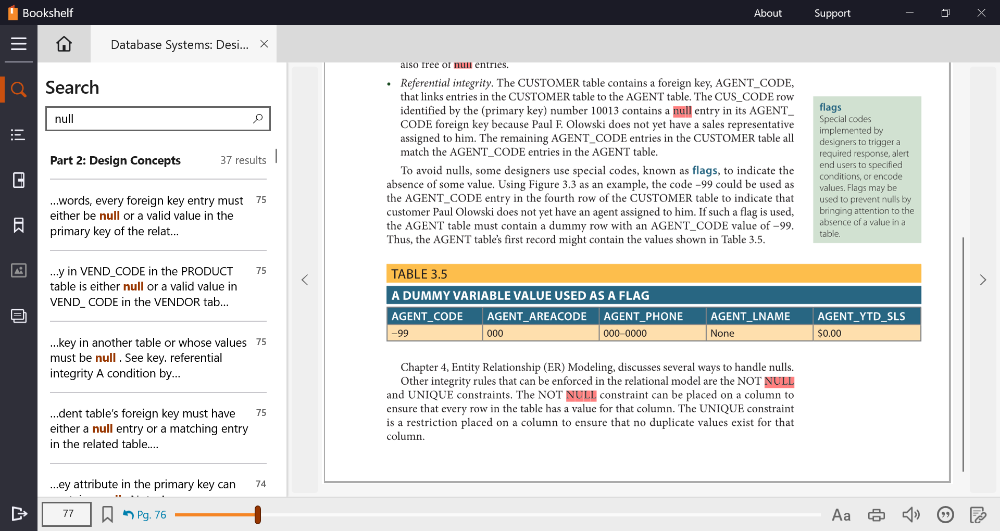 Bookshelf
About
Support
Database Systems: Desi...
Search
null
Part 2: Design Concepts 37 results
...words, every foreign key entry must 75
either be null or a valid value in the
primary key of the relat...
...y in VEND_CODE in the PRODUCT 75
table is either null or a valid value in
VEND_ CODE in the VENDOR tab...
...key in another table or whose values 75
must be null . See key. referential
integrity A condition by...
...dent table's foreign key must have 75
either a null entry or a matching entry
in the related table....
...ey attribute in the primary key can 74
also free of null entries.
• Referential integrity. The CUSTOMER table contains a foreign key, AGENT_CODE,
that links entries in the CUSTOMER table to the AGENT table. The CUS_CODE row
identified by the (primary key) number 10013 contains a null entry in its AGENT_
CODE foreign key because Paul F. Olowski does not yet have a sales representative
assigned to him. The remaining AGENT_CODE entries in the CUSTOMER table all
match the AGENT_CODE entries in the AGENT table.
To avoid nulls, some designers use special codes, known as flags, to indicate the
absence of some value. Using Figure 3.3 as an example, the code –99 could be used as
the AGENT_CODE entry in the fourth row of the CUSTOMER table to indicate that
customer Paul Olowski does not yet have an agent assigned to him. If such a flag is used,
the AGENT table must contain a dummy row with an AGENT_CODE value of –99.
Thus, the AGENT table's first record might contain the values shown in Table 3.5.
flags
Special codes
implemented by
designers to trigger a
required response, alert
end users to specified
conditions, or encode
values. Flags may be
used to prevent nulls by
bringing attention to the
absence of a value in a
table.
TABLE 3.5
A DUMMY VARIABLE VALUE USED AS A FLAG
AGENT_CODE AGENT_AREACODE AGENT_PHONE AGENT_LNAME AGENT_YTD_SLS
–99 000 000–0000 None $0.00
Chapter 4, Entity Relationship (ER) Modeling, discusses several ways to handle nulls.
Other integrity rules that can be enforced in the relational model are the NOT NULL
and UNIQUE constraints. The NOT NULL constraint can be placed on a column to
ensure that every row in the table has a value for that column. The UNIQUE constraint
is a restriction placed on a column to ensure that no duplicate values exist for that
column.
77
Pg. 76
Aa